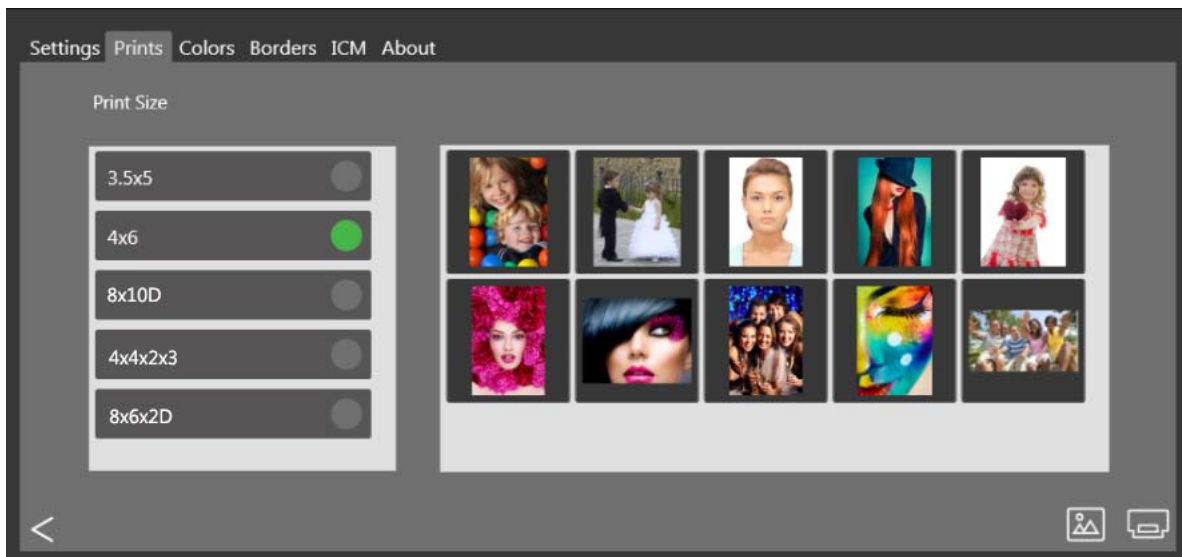 Settings Prints Colors Borders ICM About
Print Size
3.5x5
4x6
8x10D
4x4x2x3
8x6x2D